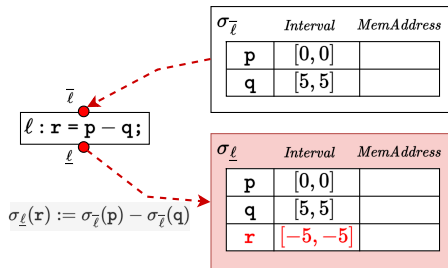 σ_ℓ̅ Interval MemAddress
p [0, 0]
q [5, 5]
ℓ̅
ℓ : r = p − q;
ℓ̲
σ_ℓ̲(r) := σ_ℓ̅(p) − σ_ℓ̅(q)
σ_ℓ̲ Interval MemAddress
p [0, 0]
q [5, 5]
r [−5, −5]